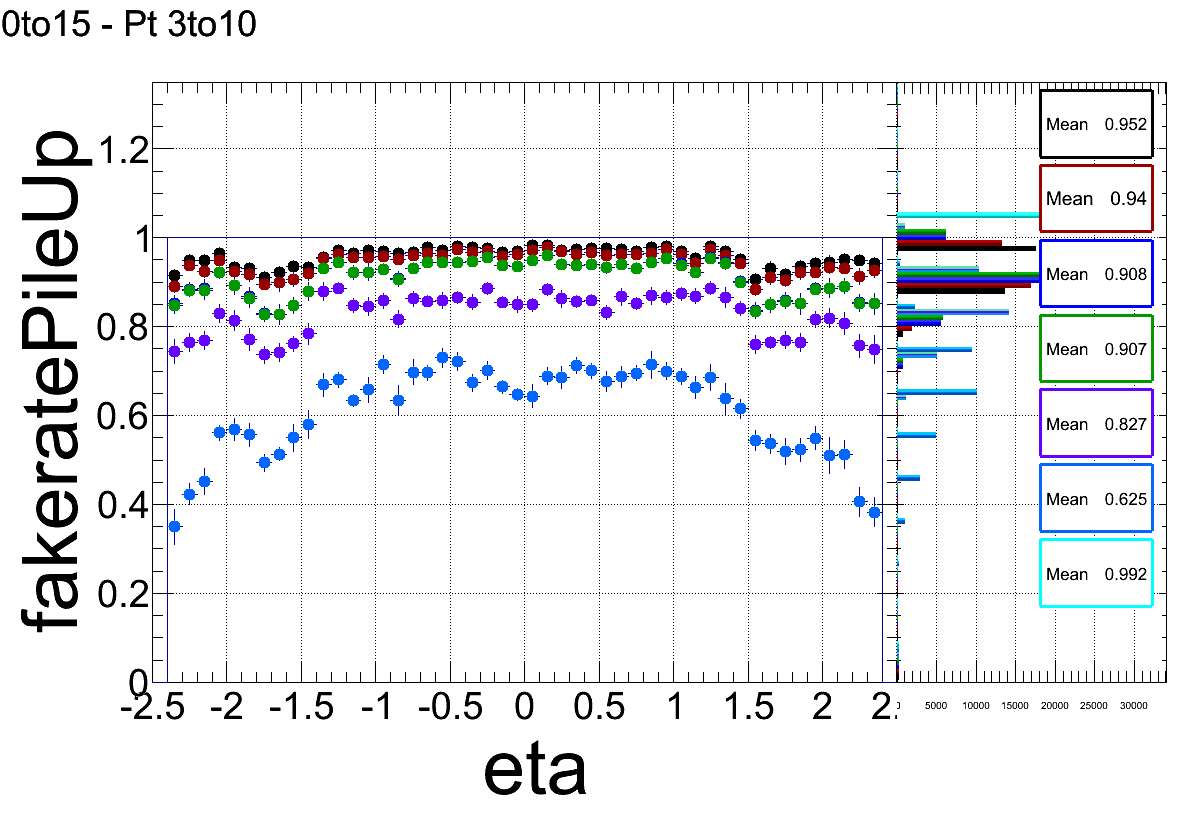 0to15 - Pt 3to10
fakeratePileUp
1.2
1
0.8
0.6
0.4
0.2
0
-2.5 -2 -1.5 -1 -0.5 0 0.5 1 1.5 2 2.
eta
5000 10000 15000 20000 25000 30000
Mean 0.952
Mean 0.94
Mean 0.908
Mean 0.907
Mean 0.827
Mean 0.625
Mean 0.992